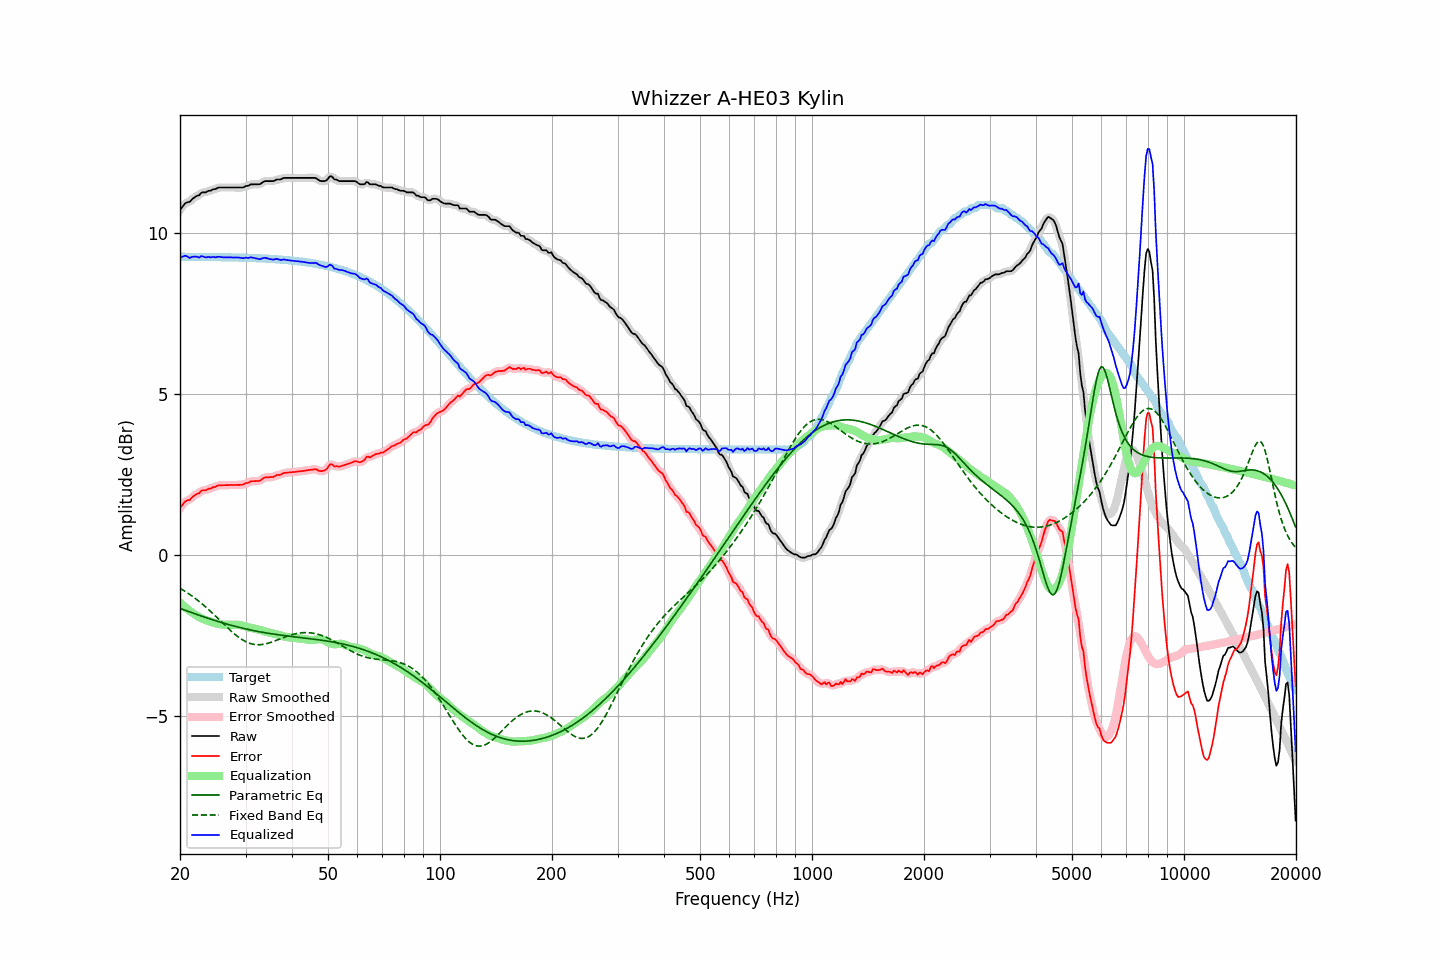 Whizzer A-HE03 Kylin
Amplitude (dBr)
10
5
0
−5
Target
Raw Smoothed
Error Smoothed
Raw
Error
Equalization
Parametric Eq
Fixed Band Eq
Equalized
20 50 100 200 500 1000 2000 5000 10000 20000
Frequency (Hz)